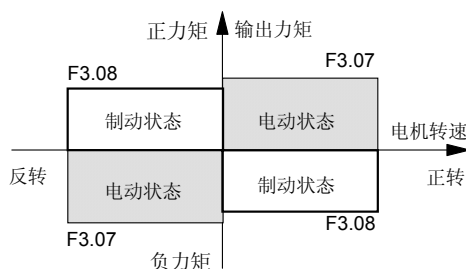 正力矩 输出力矩
F3.08 F3.07
制动状态 电动状态
电机转速
反转 正转
电动状态 制动状态
F3.07 F3.08
负力矩